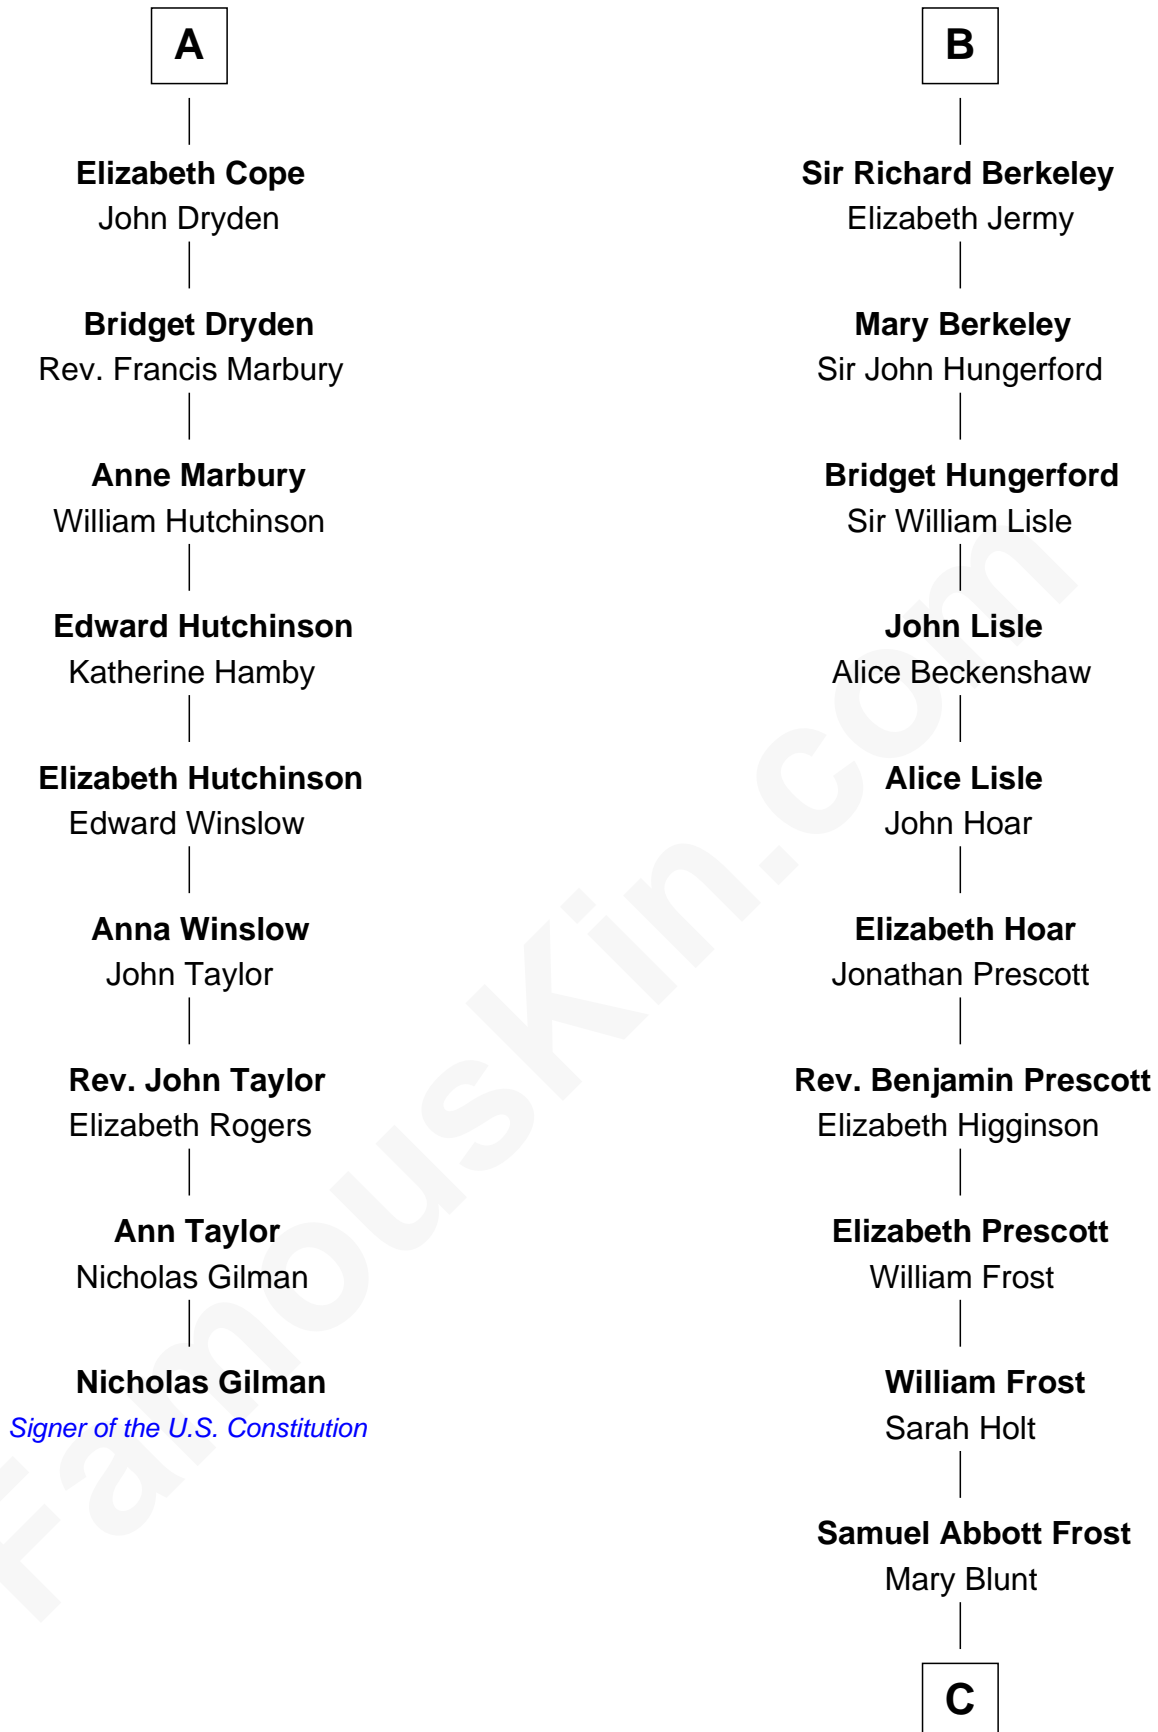 A
Elizabeth Cope
John Dryden
Bridget Dryden
Rev. Francis Marbury
Anne Marbury
William Hutchinson
Edward Hutchinson
Katherine Hamby
Elizabeth Hutchinson
Edward Winslow
Anna Winslow
John Taylor
Rev. John Taylor
Elizabeth Rogers
Ann Taylor
Nicholas Gilman
Nicholas Gilman
Signer of the U.S. Constitution
B
Sir Richard Berkeley
Elizabeth Jermy
Mary Berkeley
Sir John Hungerford
Bridget Hungerford
Sir William Lisle
John Lisle
Alice Beckenshaw
Alice Lisle
John Hoar
Elizabeth Hoar
Jonathan Prescott
Rev. Benjamin Prescott
Elizabeth Higginson
Elizabeth Prescott
William Frost
William Frost
Sarah Holt
Samuel Abbott Frost
Mary Blunt
C
FamousKin.com